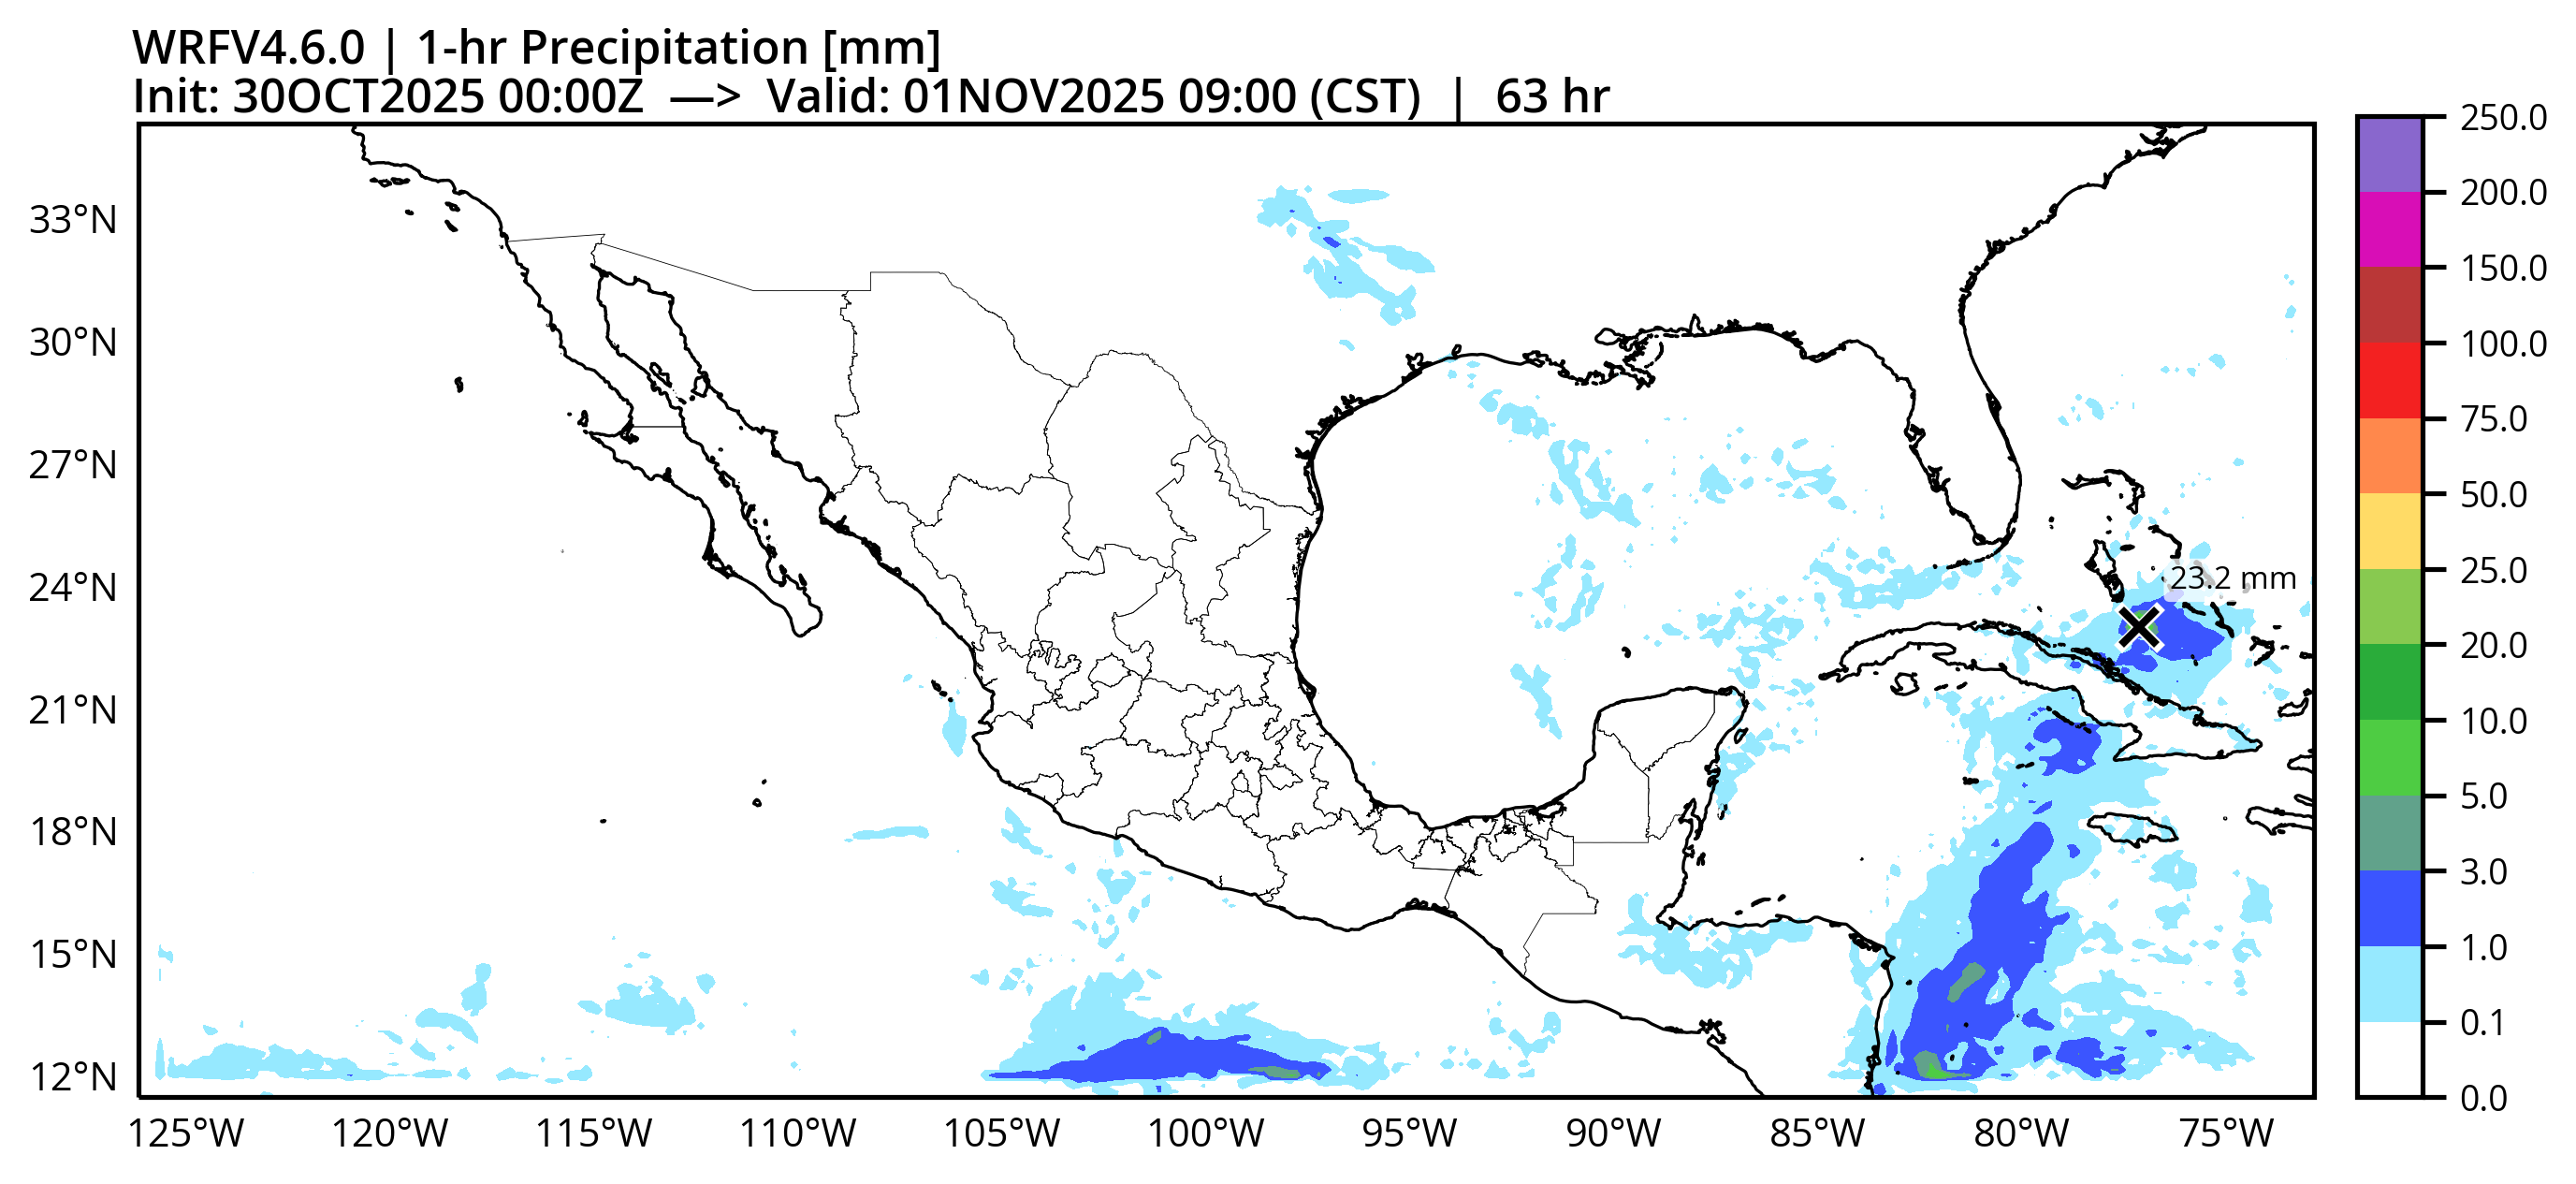 WRFV4.6.0 | 1-hr Precipitation [mm]
Init: 30OCT2025 00:00Z —> Valid: 01NOV2025 09:00 (CST) | 63 hr
33°N
30°N
27°N
24°N
21°N
18°N
15°N
12°N
125°W 120°W 115°W 110°W 105°W 100°W 95°W 90°W 85°W 80°W 75°W
23.2 mm
250.0
200.0
150.0
100.0
75.0
50.0
25.0
20.0
10.0
5.0
3.0
1.0
0.1
0.0